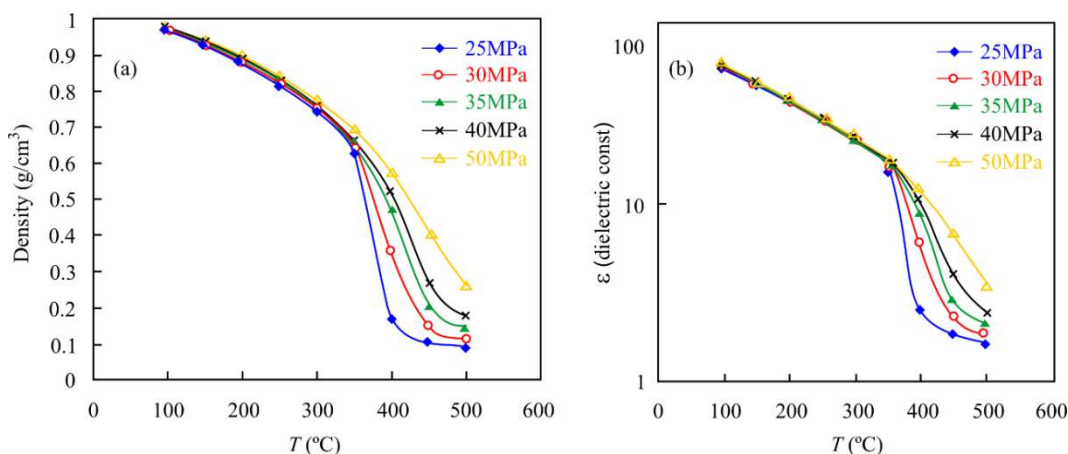 1
0.9
0.8
0.7
0.6
0.5
0.4
0.3
0.2
0.1
0
Density (g/cm3)
(a)
25MPa
30MPa
35MPa
40MPa
50MPa
0 100 200 300 400 500 600
T (ºC)
100
10
1
ε (dielectric const)
(b)
25MPa
30MPa
35MPa
40MPa
50MPa
0 100 200 300 400 500 600
T (ºC)